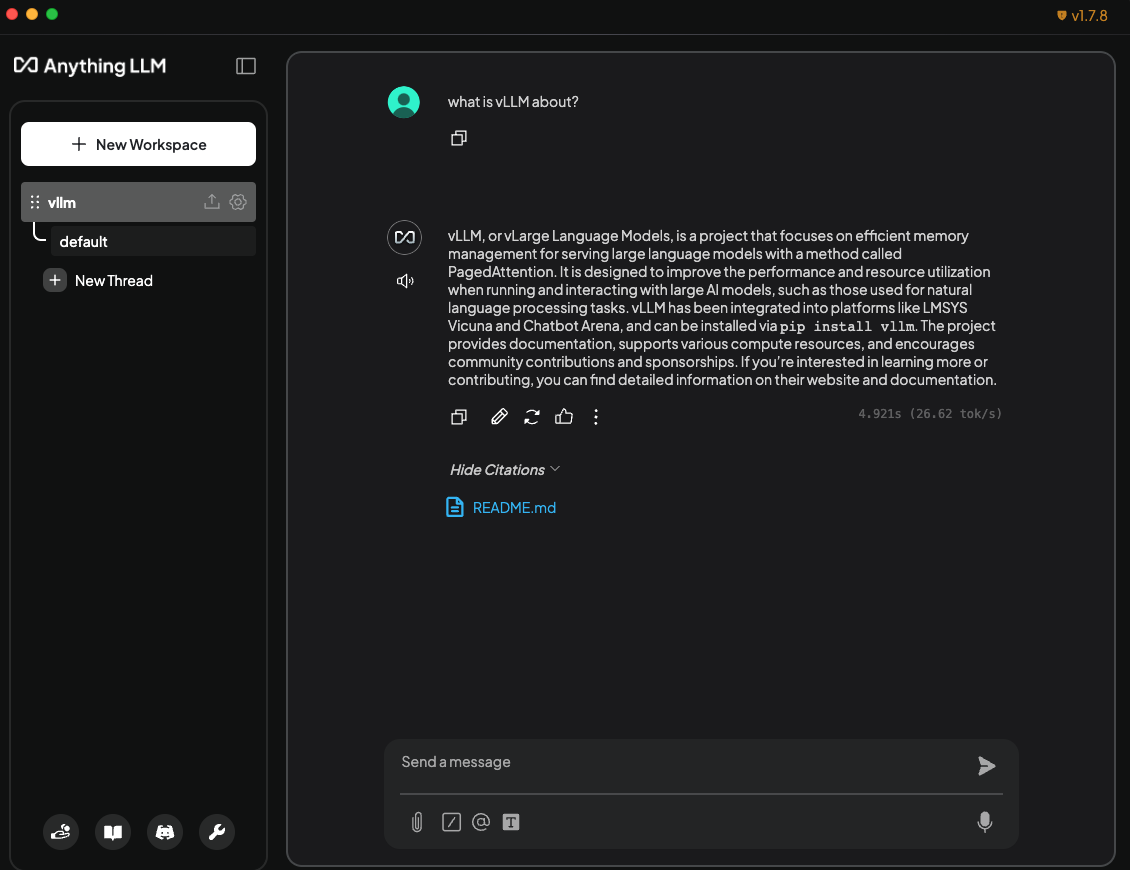 v1.7.8
Anything LLM
New Workspace
vllm
default
New Thread
what is vLLM about?
vLLM, or vLarge Language Models, is a project that focuses on efficient memory
management for serving large language models with a method called
PagedAttention. It is designed to improve the performance and resource utilization
when running and interacting with large AI models, such as those used for natural
language processing tasks. vLLM has been integrated into platforms like LMSYS
Vicuna and Chatbot Arena, and can be installed via pip install vllm. The project
provides documentation, supports various compute resources, and encourages
community contributions and sponsorships. If you’re interested in learning more or
contributing, you can find detailed information on their website and documentation.
4.921s (26.62 tok/s)
Hide Citations
README.md
Send a message